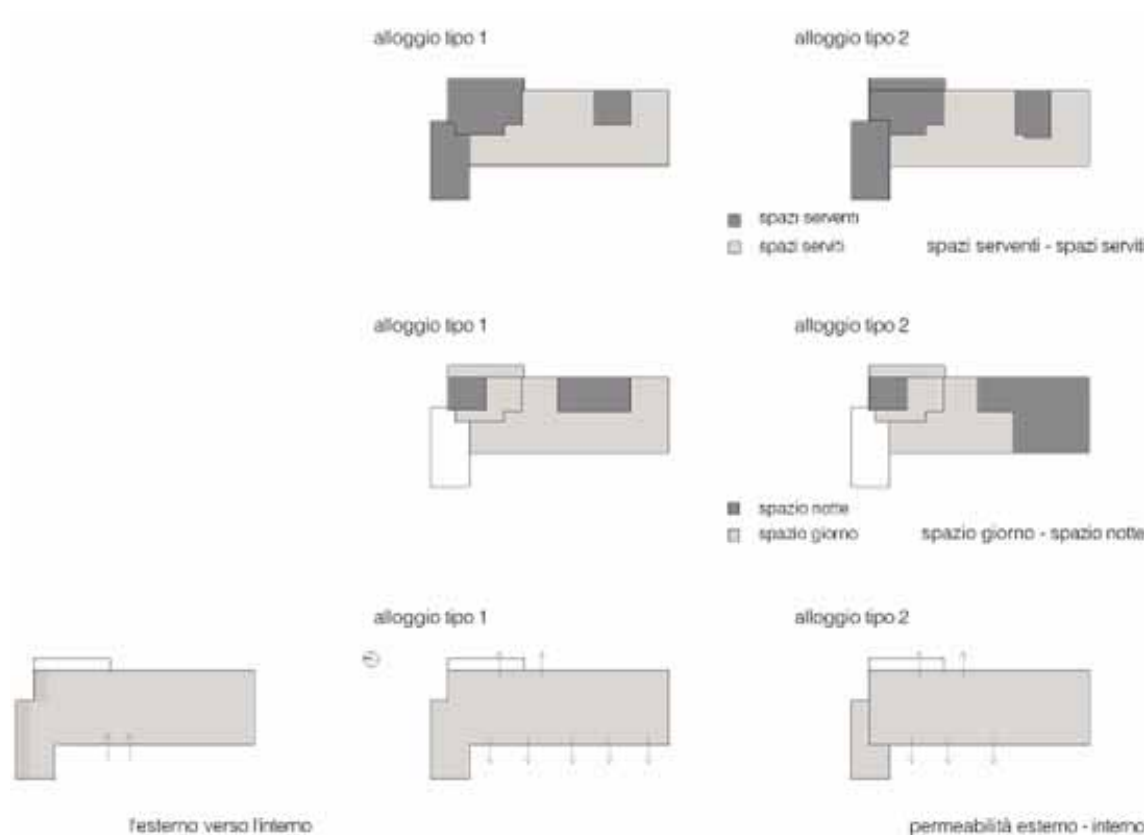 alloggio tipo 1
alloggio tipo 2
spazi serventi
spazi serviti
spazi serventi - spazi serviti
alloggio tipo 1
alloggio tipo 2
spazio notte
spazio giorno
spazio giorno - spazio notte
alloggio tipo 1
alloggio tipo 2
l'esterno verso l'interno
permeabilità esterno - interno